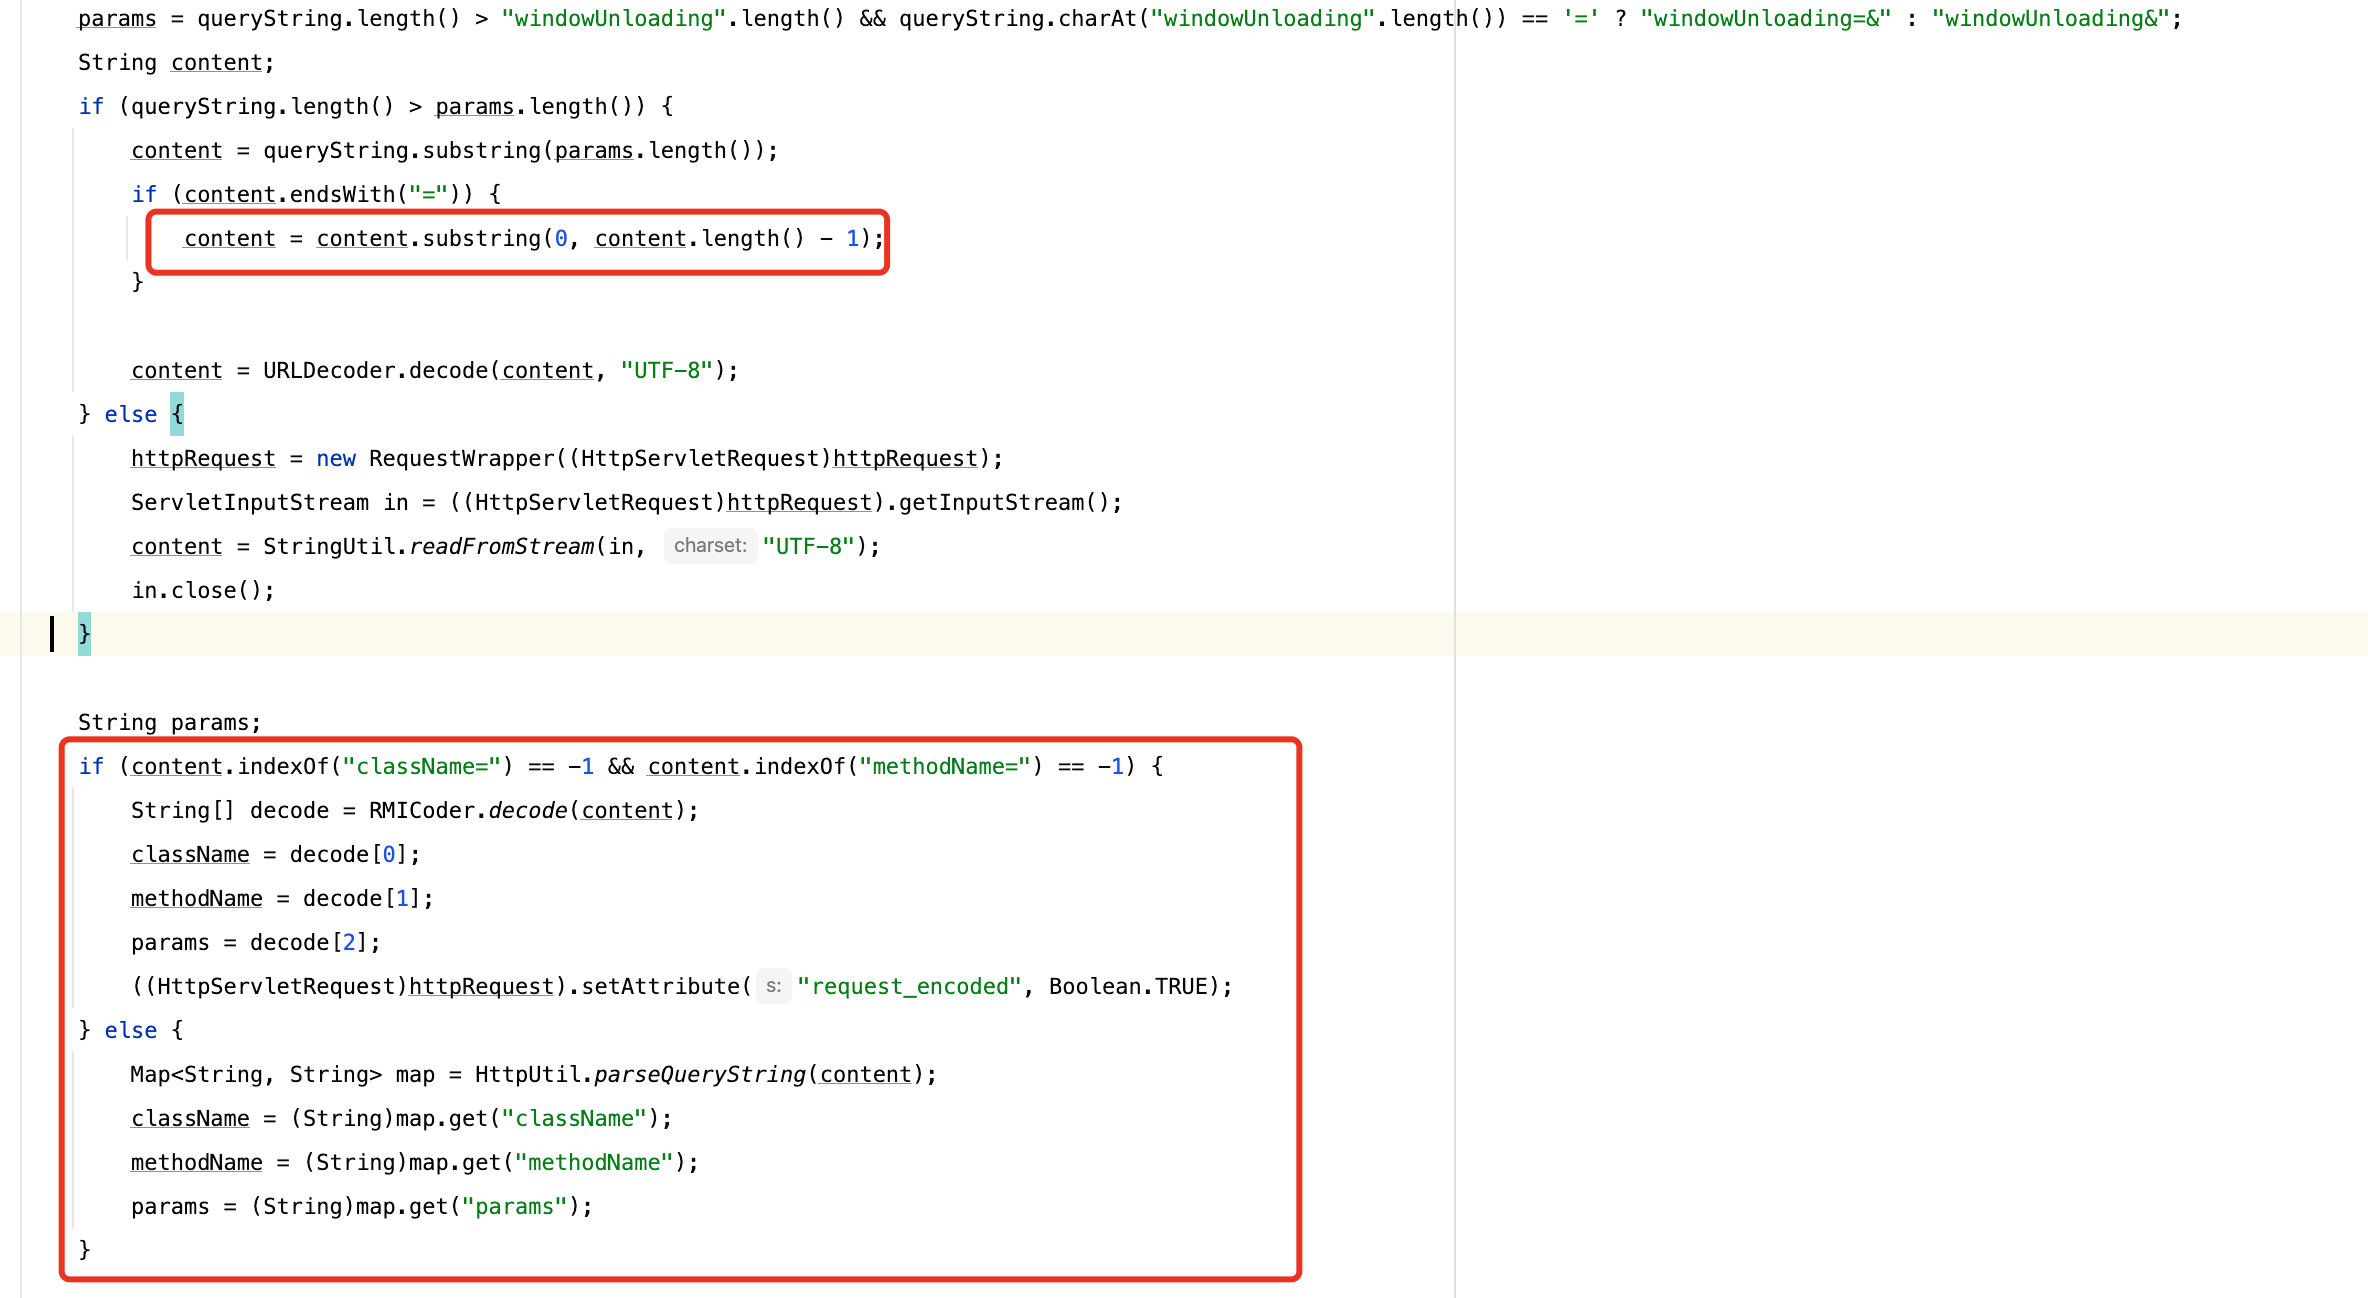 params = queryString.length() > "windowUnloading".length() && queryString.charAt("windowUnloading".length()) == '=' ? "windowUnloading=&" : "windowUnloading&";
String content;
if (queryString.length() > params.length()) {
content = queryString.substring(params.length());
if (content.endsWith("=")) {
content = content.substring(0, content.length() - 1);
}
content = URLDecoder.decode(content, "UTF-8");
} else {
httpRequest = new RequestWrapper((HttpServletRequest)httpRequest);
ServletInputStream in = ((HttpServletRequest)httpRequest).getInputStream();
content = StringUtil.readFromStream(in, charset: "UTF-8");
in.close();
}
String params;
if (content.indexOf("className=") == -1 && content.indexOf("methodName=") == -1) {
String[] decode = RMICoder.decode(content);
className = decode[0];
methodName = decode[1];
params = decode[2];
((HttpServletRequest)httpRequest).setAttribute( s: "request_encoded", Boolean.TRUE);
} else {
Map<String, String> map = HttpUtil.parseQueryString(content);
className = (String)map.get("className");
methodName = (String)map.get("methodName");
params = (String)map.get("params");
}